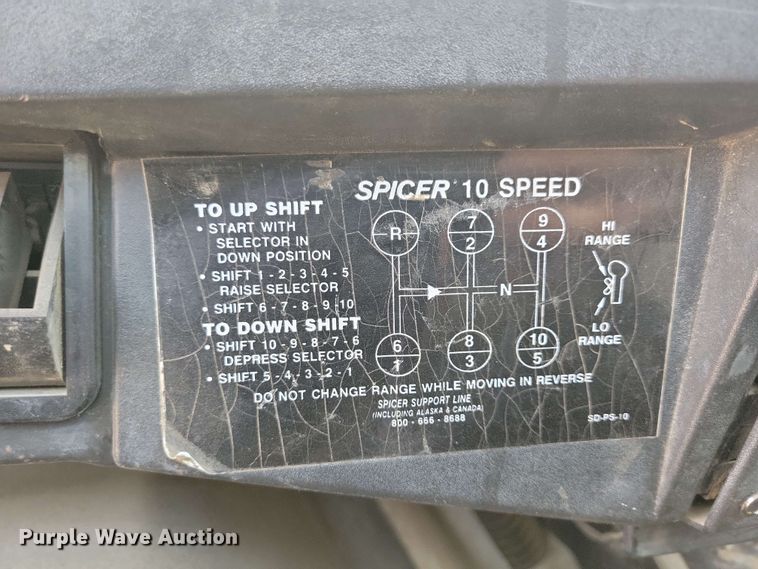 SPICER 10 SPEED
TO UP SHIFT
• START WITH
SELECTOR IN
DOWN POSITION
• SHIFT 1 - 2 - 3 - 4 - 5
RAISE SELECTOR
• SHIFT 6 - 7 - 8 - 9 - 10
TO DOWN SHIFT
• SHIFT 10 - 9 - 8 - 7 - 6
DEPRESS SELECTOR
• SHIFT 5 - 4 - 3 - 2 - 1
R
7
2
9
4
N
6
1
8
3
10
5
HI
RANGE
LO
RANGE
DO NOT CHANGE RANGE WHILE MOVING IN REVERSE
SPICER SUPPORT LINE
(INCLUDING ALASKA & CANADA)
800 - 666 - 8688
SD-PS-10
Purple Wave Auction